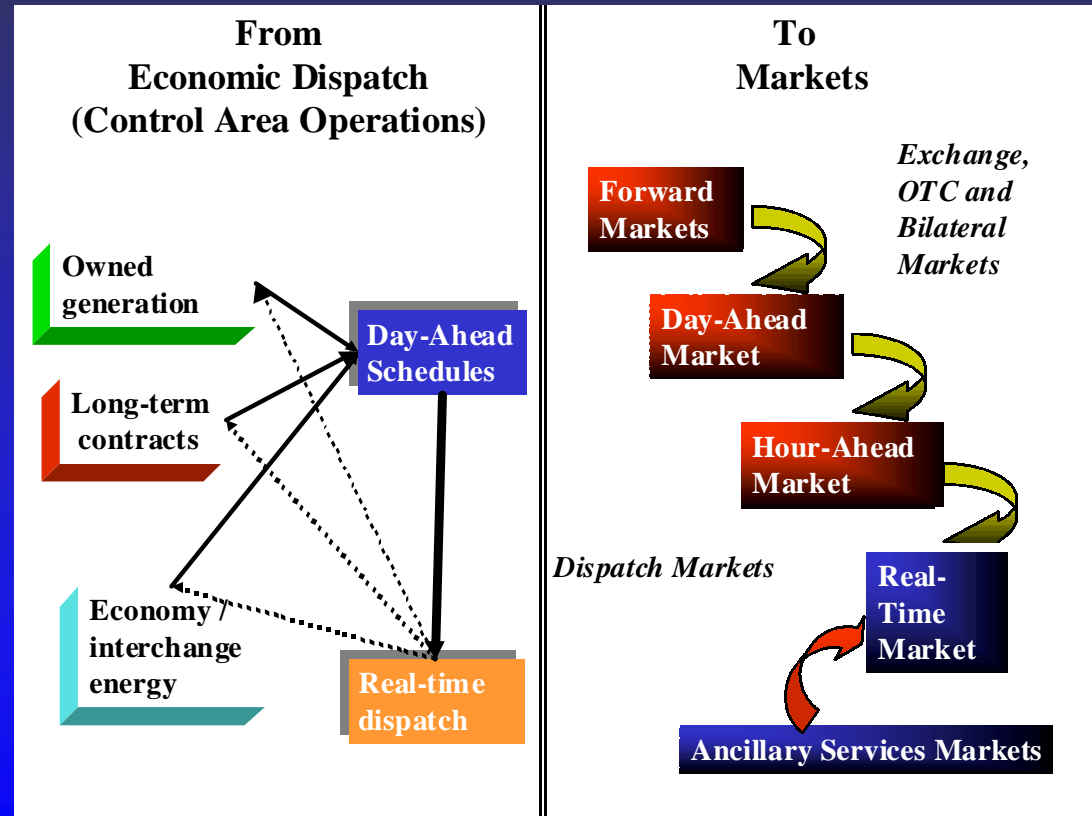 From
Economic Dispatch
(Control Area Operations)
Owned
generation
Day-Ahead
Schedules
Long-term
contracts
Economy /
interchange
energy
Real-time
dispatch
To
Markets
Exchange,
OTC and
Bilateral
Markets
Forward
Markets
Day-Ahead
Market
Hour-Ahead
Market
Dispatch Markets
Real-
Time
Market
Ancillary Services Markets